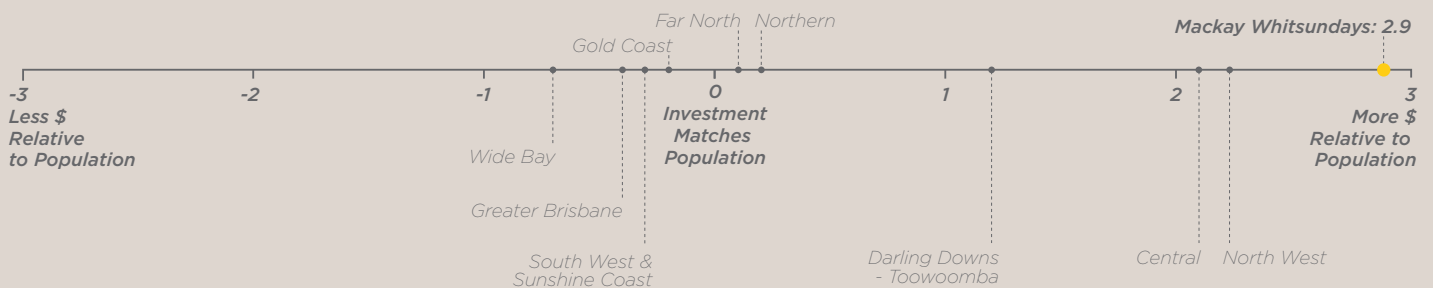 Far North
Northern
Mackay Whitsundays: 2.9
Gold Coast
-3
-2
-1
0
1
2
3
Less $
Relative
to Population
Investment
Matches
Population
More $
Relative to
Population
Wide Bay
Greater Brisbane
South West &
Sunshine Coast
Darling Downs
- Toowoomba
Central
North West